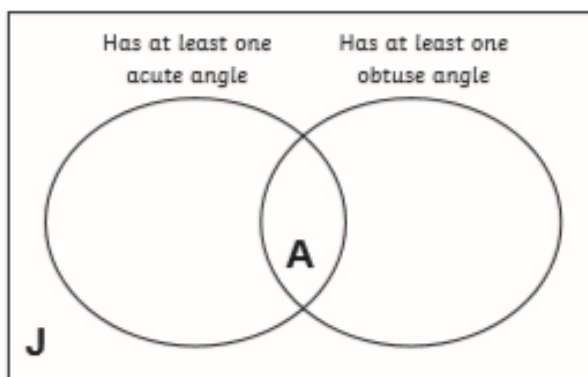 Has at least one
acute angle
Has at least one
obtuse angle
A
J